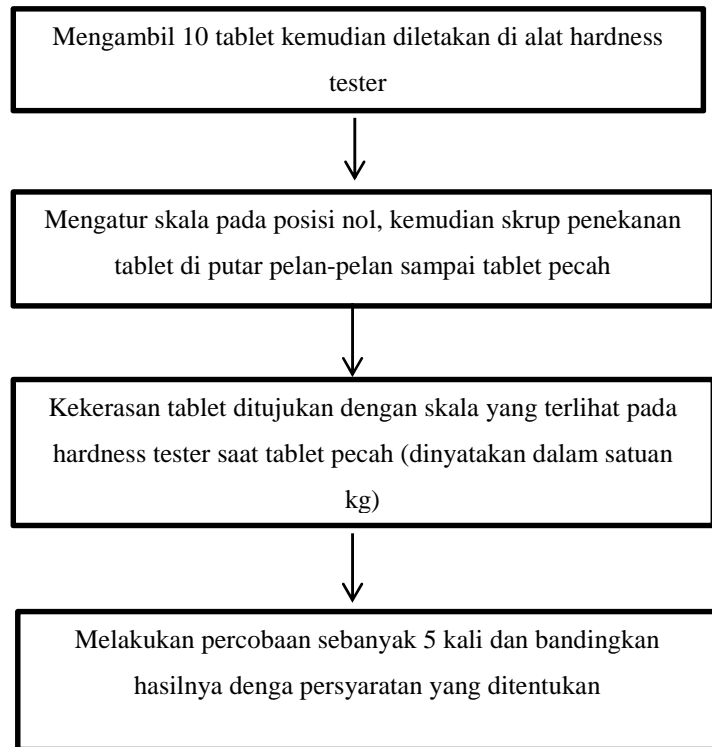 Mengambil 10 tablet kemudian diletakan di alat hardness
tester
Mengatur skala pada posisi nol, kemudian skrup penekanan
tablet di putar pelan-pelan sampai tablet pecah
Kekerasan tablet ditujukan dengan skala yang terlihat pada
hardness tester saat tablet pecah (dinyatakan dalam satuan
kg)
Melakukan percobaan sebanyak 5 kali dan bandingkan
hasilnya denga persyaratan yang ditentukan